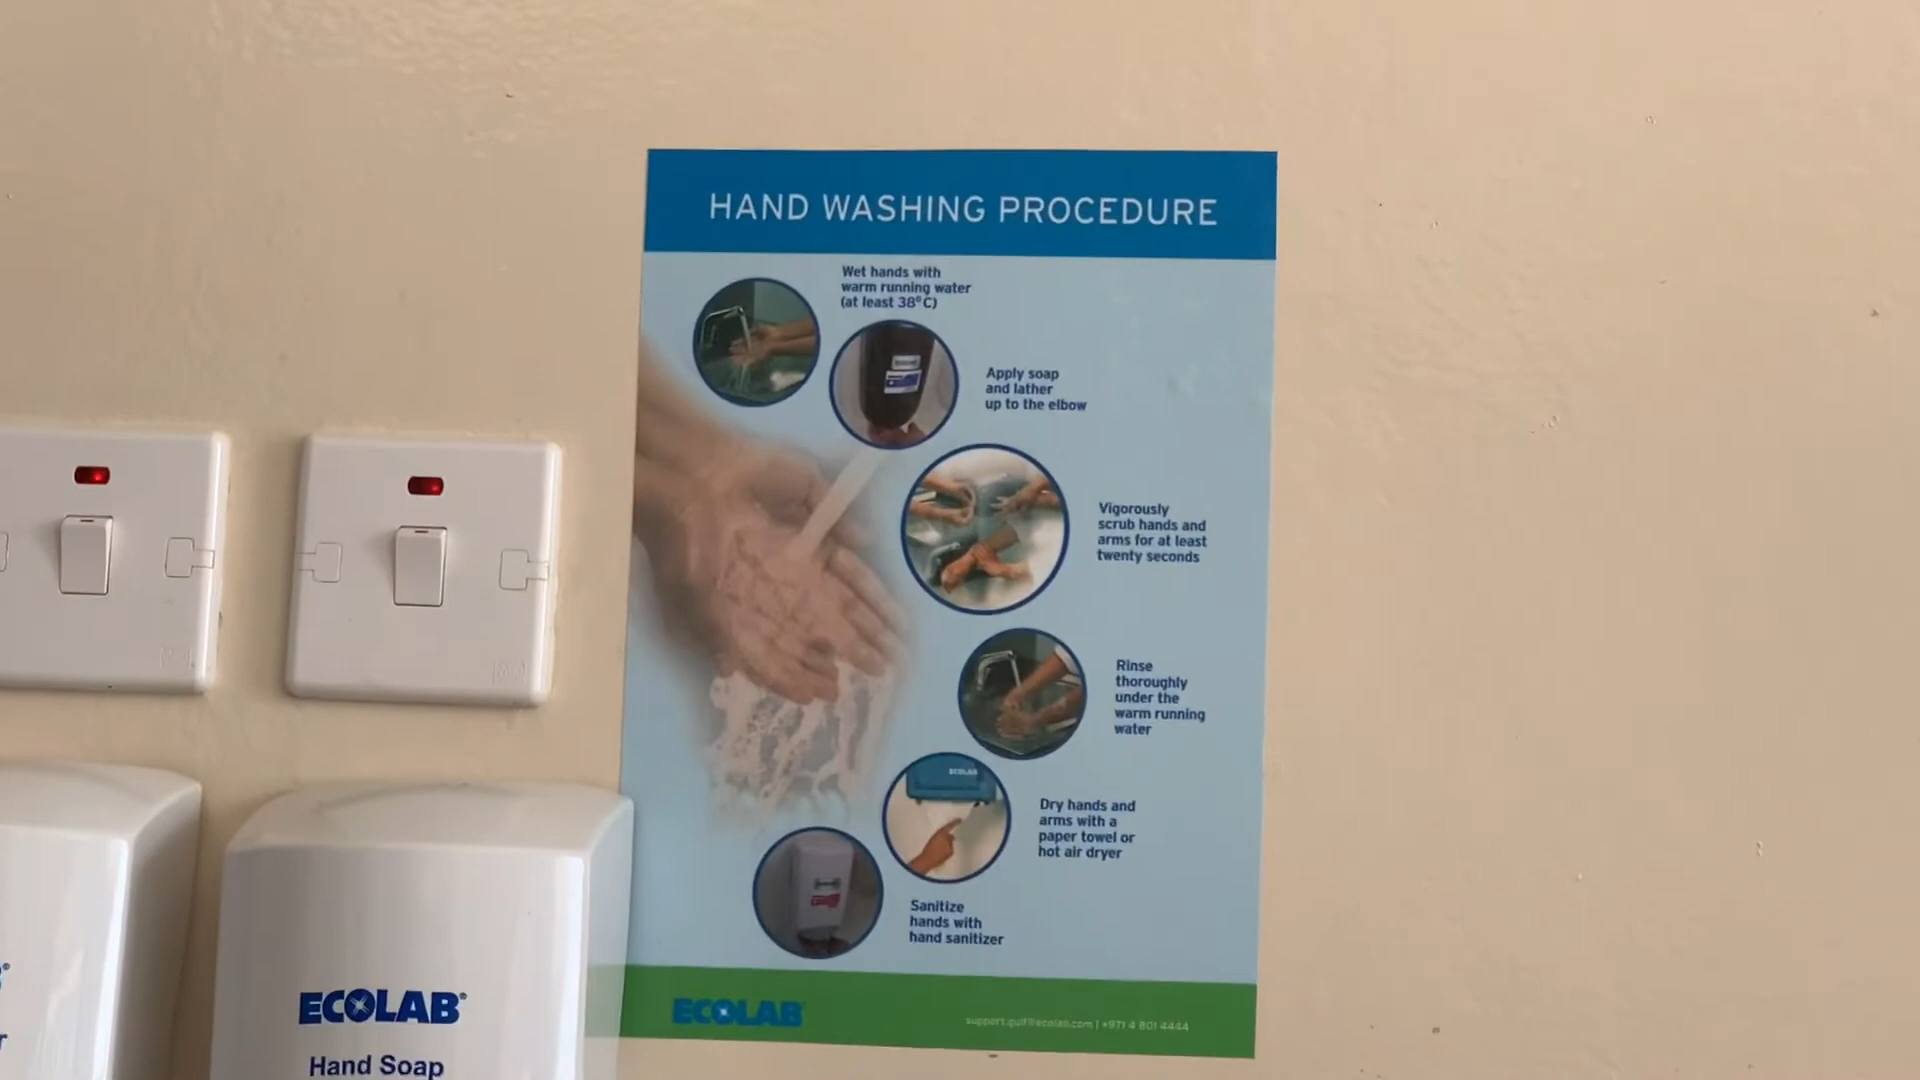 HAND WASHING PROCEDURE
Wet hands with
warm running water
(at least 38°C)
Apply soap
and lather
up to the elbow
Vigorously
scrub hands and
arms for at least
twenty seconds
Rinse
thoroughly
under the
warm running
water
ECOLAB
Dry hands and
arms with a
paper towel or
hot air dryer
Sanitize
hands with
hand sanitizer
ECOLAB
support.gulf@ecolab.com | +971 4 801 4444
ECOLAB®
Hand Soap